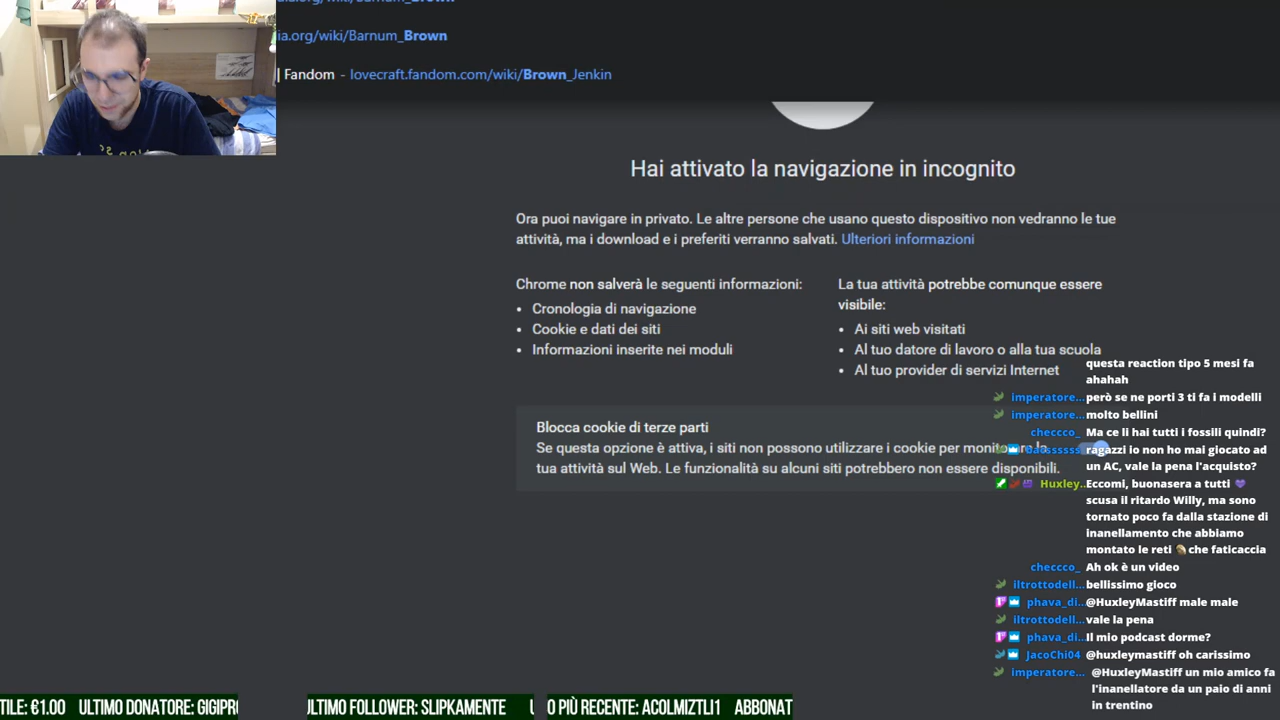 ia.org/wiki/Barnum_Brown
| Fandom - lovecraft.fandom.com/wiki/Brown_Jenkin
Hai attivato la navigazione in incognito
Ora puoi navigare in privato. Le altre persone che usano questo dispositivo non vedranno le tue
attività, ma i download e i preferiti verranno salvati. Ulteriori informazioni
Chrome non salverà le seguenti informazioni:
• Cronologia di navigazione
• Cookie e dati dei siti
• Informazioni inserite nei moduli
La tua attività potrebbe comunque essere
visibile:
• Ai siti web visitati
• Al tuo datore di lavoro o alla tua scuola
• Al tuo provider di servizi Internet
Blocca cookie di terze parti
Se questa opzione è attiva, i siti non possono utilizzare i cookie per monitorare la
tua attività sul Web. Le funzionalità su alcuni siti potrebbero non essere disponibili.
questa reaction tipo 5 mesi fa
ahahah
imperatore... però se ne porti 3 ti fa i modelli
imperatore... molto bellini
checcco_ Ma ce li hai tutti i fossili quindi?
ragazzi io non ho mai giocato ad
un AC, vale la pena l'acquisto?
Huxley... Eccomi, buonasera a tutti 💜
scusa il ritardo Willy, ma sono
tornato poco fa dalla stazione di
inanellamento che abbiamo
montato le reti che faticaccia
checcco_ Ah ok è un video
iltrottodell... bellissimo gioco
phava_di... @HuxleyMastiff male male
iltrottodell... vale la pena
phava_di... Il mio podcast dorme?
JacoChi04 @huxleymastiff oh carissimo
imperatore... @HuxleyMastiff un mio amico fa
l'inanellatore da un paio di anni
in trentino
TILE: €1.00 ULTIMO DONATORE: GIGIPR
ULTIMO FOLLOWER: SLIPKAMENTE
O PIÙ RECENTE: ACOLMIZTLI1 ABBONAT